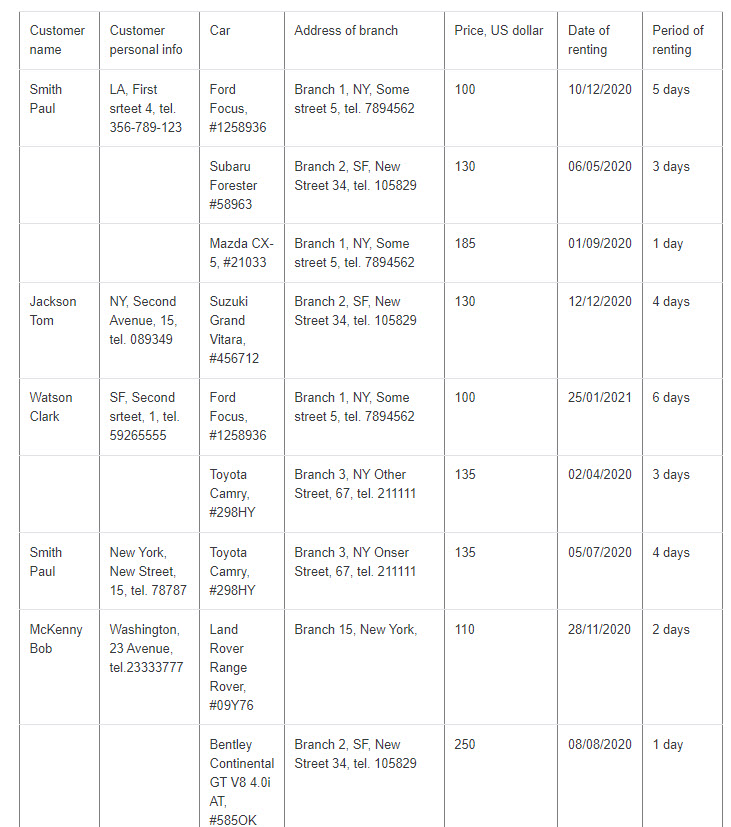 Customer name	Customer personal info	Car	Address of branch	Price, US dollar	Date of renting	Period of renting
Smith Paul	LA, First srteet 4, tel. 356-789-123	Ford Focus, #1258936	Branch 1, NY, Some street 5, tel. 7894562	100	10/12/2020	5 days
Subaru Forester #58963	Branch 2, SF, New Street 34, tel. 105829	130	06/05/2020	3 days
Mazda CX-5, #21033	Branch 1, NY, Some street 5, tel. 7894562	185	01/09/2020	1 day
Jackson Tom	NY, Second Avenue, 15, tel. 089349	Suzuki Grand Vitara, #456712	Branch 2, SF, New Street 34, tel. 105829	130	12/12/2020	4 days
Watson Clark	SF, Second srteet, 1, tel. 59265555	Ford Focus, #1258936	Branch 1, NY, Some street 5, tel. 7894562	100	25/01/2021	6 days
Toyota Camry, #298HY	Branch 3, NY Other Street, 67, tel. 211111	135	02/04/2020	3 days
Smith Paul	New York, New Street, 15, tel. 78787	Toyota Camry, #298HY	Branch 3, NY Onser Street, 67, tel. 211111	135	05/07/2020	4 days
McKenny Bob	Washington, 23 Avenue, tel.23333777	Land Rover Range Rover, #09Y76	Branch 15, New York,	110	28/11/2020	2 days
Bentley Continental GT V8 4.0i AT, #585OK	Branch 2, SF, New Street 34, tel. 105829	250	08/08/2020	1 day